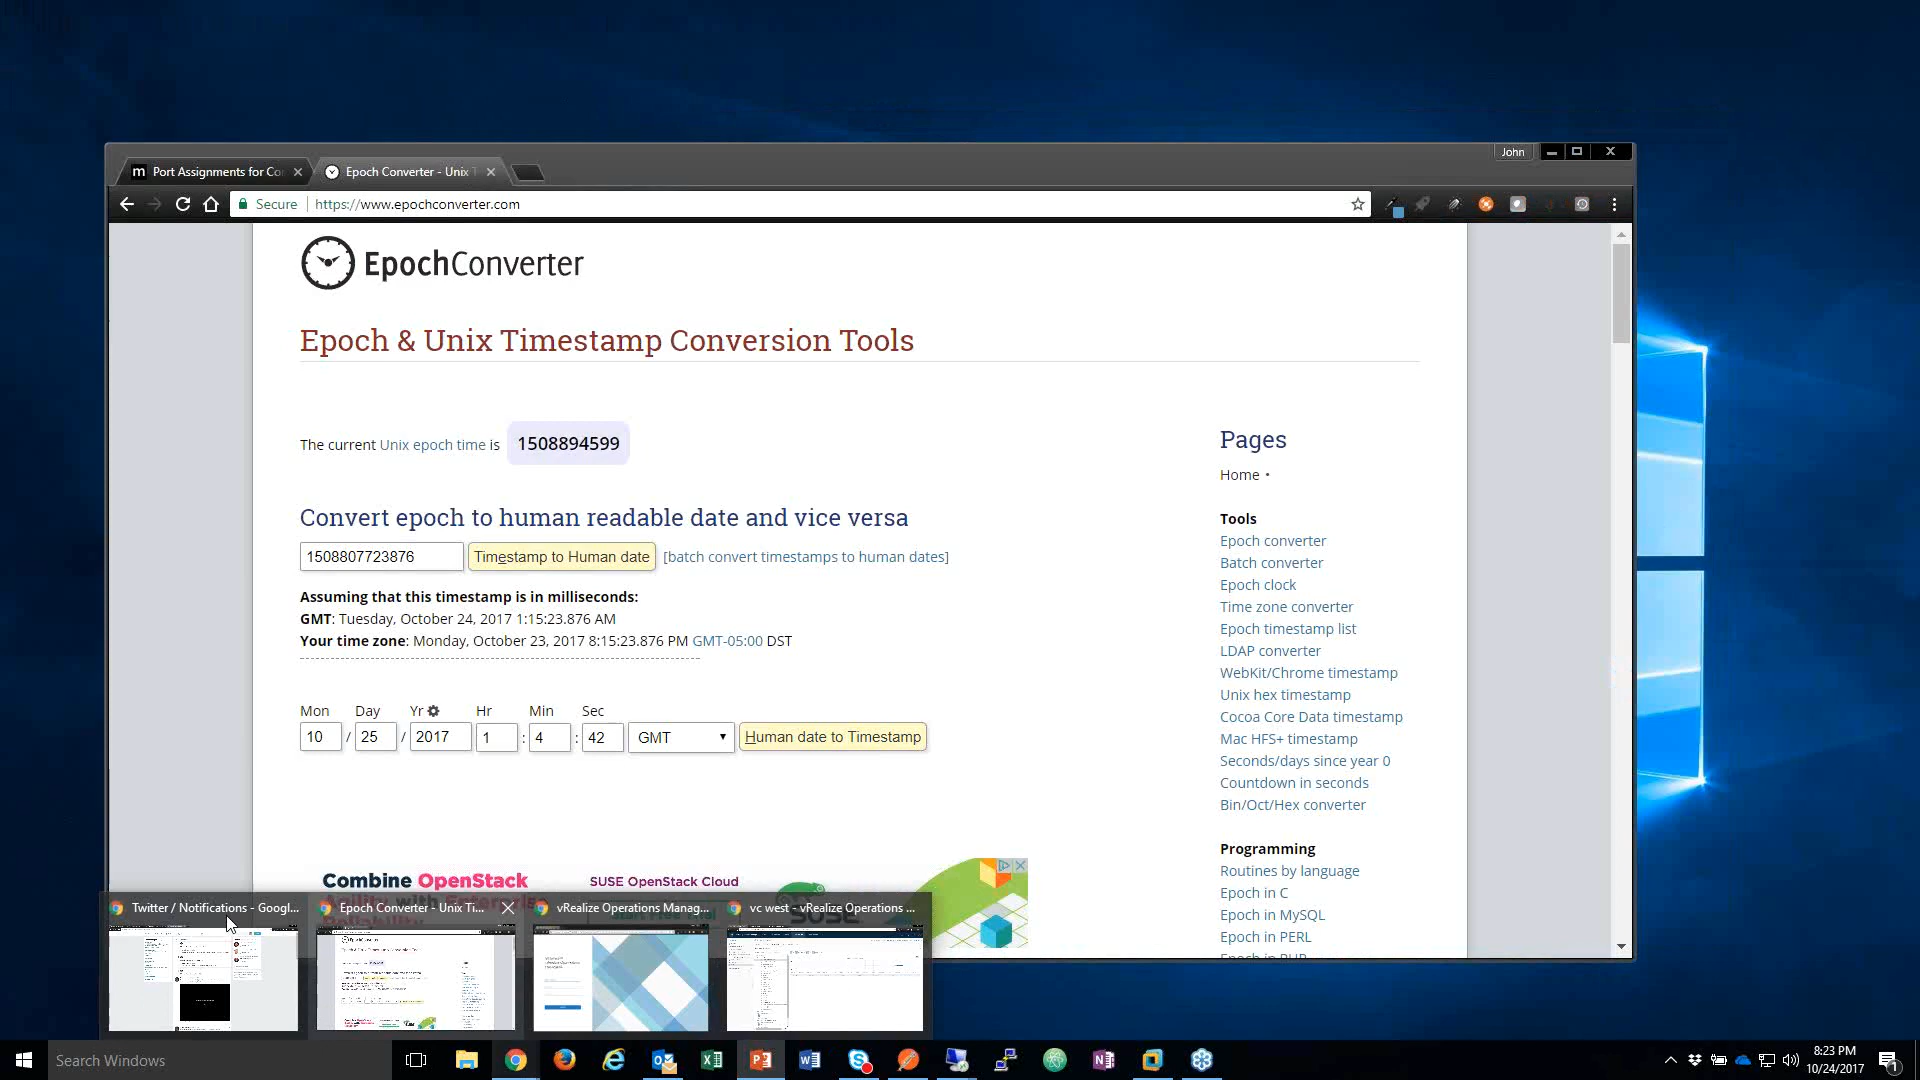 John
Port Assignments for Co
Epoch Converter - Unix T
Secure
https://www.epochconverter.com
EpochConverter
Epoch & Unix Timestamp Conversion Tools
The current Unix epoch time is 1508894599
Convert epoch to human readable date and vice versa
1508807723876
Timestamp to Human date
[batch convert timestamps to human dates]
Assuming that this timestamp is in milliseconds:
GMT: Tuesday, October 24, 2017 1:15:23.876 AM
Your time zone: Monday, October 23, 2017 8:15:23.876 PM GMT-05:00 DST
Mon Day Yr Hr Min Sec
10 / 25 / 2017 1 : 4 : 42 GMT Human date to Timestamp
Pages
Home •
Tools
Epoch converter
Batch converter
Epoch clock
Time zone converter
Epoch timestamp list
LDAP converter
WebKit/Chrome timestamp
Unix hex timestamp
Cocoa Core Data timestamp
Mac HFS+ timestamp
Seconds/days since year 0
Countdown in seconds
Bin/Oct/Hex converter
Programming
Routines by language
Epoch in C
Epoch in MySQL
Epoch in PERL
Epoch in PHP
Combine OpenStack
SUSE OpenStack Cloud
Twitter / Notifications - Googl...
Epoch Converter - Unix Ti...
vRealize Operations Manag...
vc west - vRealize Operations ...
Search Windows
8:23 PM
10/24/2017
1